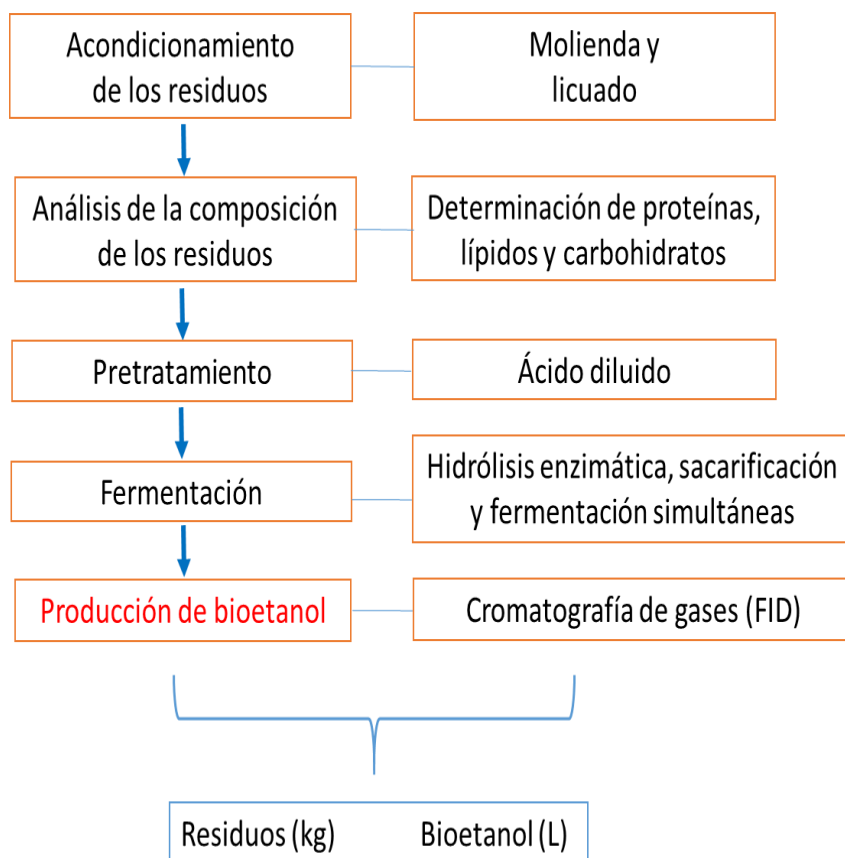 Acondicionamiento
de los residuos
Molienda y
licuado
Análisis de la composición
de los residuos
Determinación de proteínas,
lípidos y carbohidratos
Pretratamiento
Ácido diluido
Fermentación
Hidrólisis enzimática, sacarificación
y fermentación simultáneas
Producción de bioetanol
Cromatografía de gases (FID)
Residuos (kg) Bioetanol (L)